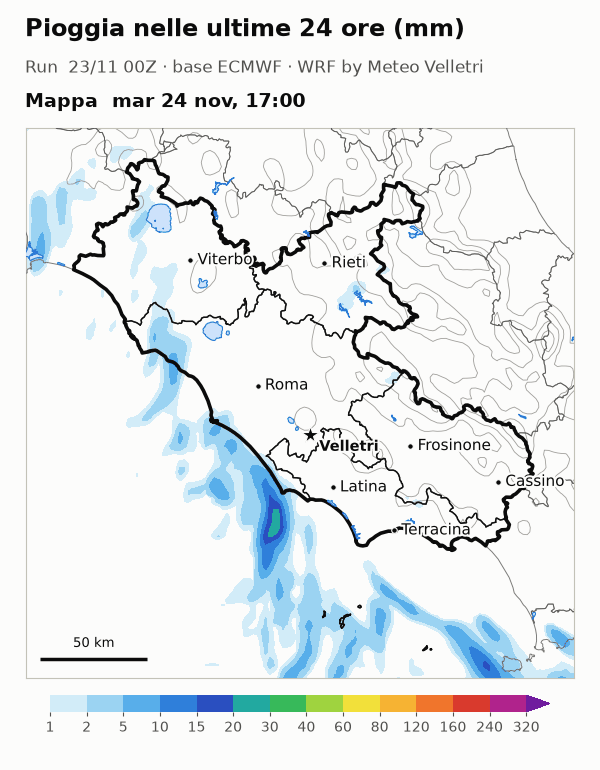 Pioggia nelle ultime 24 ore (mm)
Run 23/11 00Z · base ECMWF · WRF by Meteo Velletri
Mappa mar 24 nov, 17:00
Viterbo
Rieti
Roma
Velletri
Frosinone
Latina
Cassino
Terracina
50 km
1 2 5 10 15 20 30 40 60 80 120 160 240 320